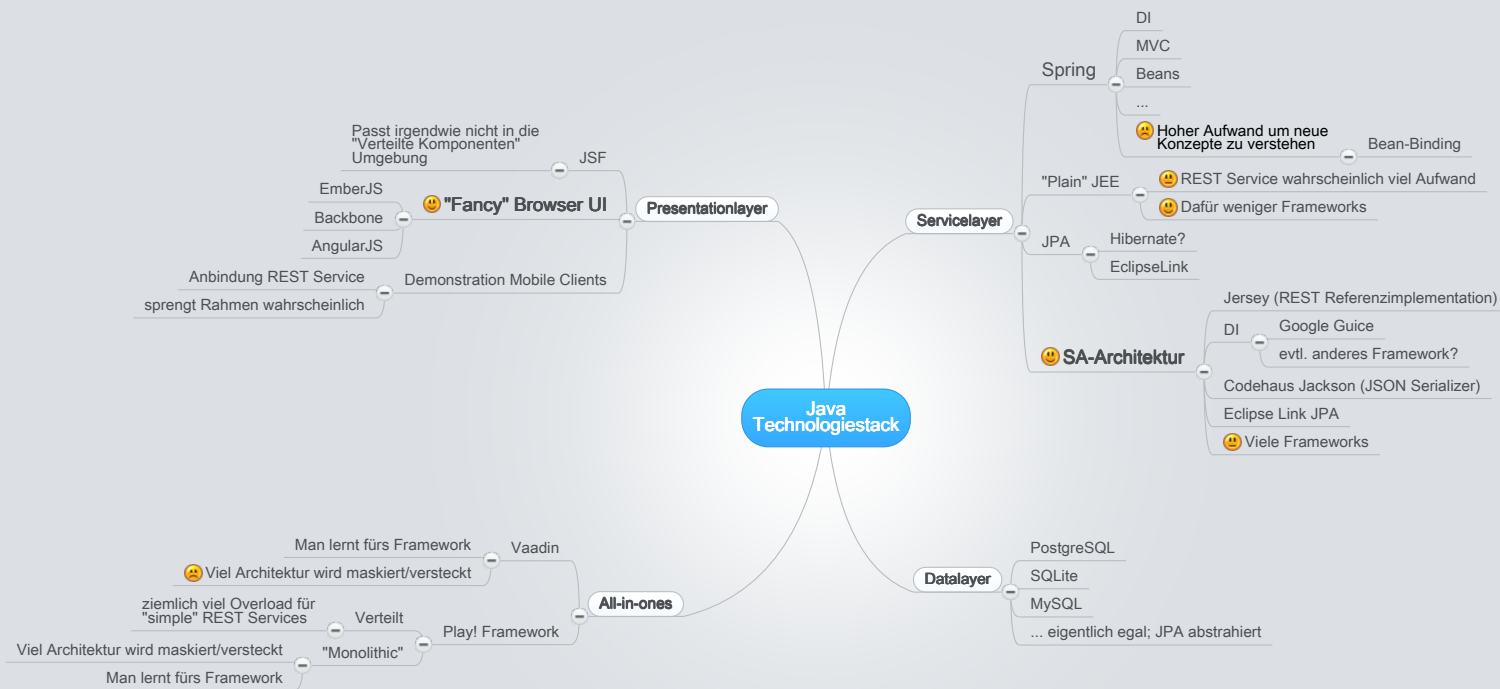 Java
Technologiestack
Presentationlayer
JSF
Passt irgendwie nicht in die
"Verteilte Komponenten"
Umgebung
"Fancy" Browser UI
EmberJS
Backbone
AngularJS
Demonstration Mobile Clients
Anbindung REST Service
sprengt Rahmen wahrscheinlich
Servicelayer
Spring
DI
MVC
Beans
...
Hoher Aufwand um neue
Konzepte zu verstehen
Bean-Binding
"Plain" JEE
REST Service wahrscheinlich viel Aufwand
Dafür weniger Frameworks
JPA
Hibernate?
EclipseLink
SA-Architektur
Jersey (REST Referenzimplementation)
DI
Google Guice
evtl. anderes Framework?
Codehaus Jackson (JSON Serializer)
Eclipse Link JPA
Viele Frameworks
All-in-ones
Vaadin
Man lernt fürs Framework
Viel Architektur wird maskiert/versteckt
Play! Framework
Verteilt
ziemlich viel Overload für
"simple" REST Services
"Monolithic"
Viel Architektur wird maskiert/versteckt
Man lernt fürs Framework
Datalayer
PostgreSQL
SQLite
MySQL
... eigentlich egal; JPA abstrahiert